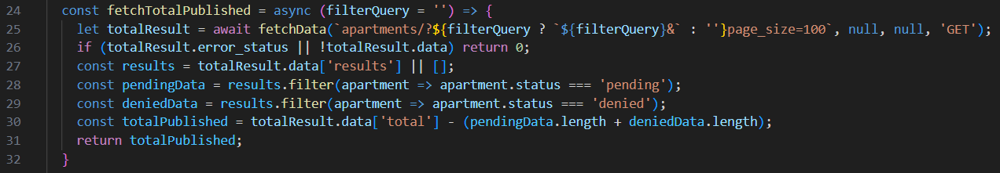 24 const fetchTotalPublished = async (filterQuery = '') => {
25 let totalResult = await fetchData(`apartments/?${filterQuery ? `${filterQuery}&` : ''}page_size=100`, null, null, 'GET');
26 if (totalResult.error_status || !totalResult.data) return 0;
27 const results = totalResult.data['results'] || [];
28 const pendingData = results.filter(apartment => apartment.status === 'pending');
29 const deniedData = results.filter(apartment => apartment.status === 'denied');
30 const totalPublished = totalResult.data['total'] - (pendingData.length + deniedData.length);
31 return totalPublished;
32 }